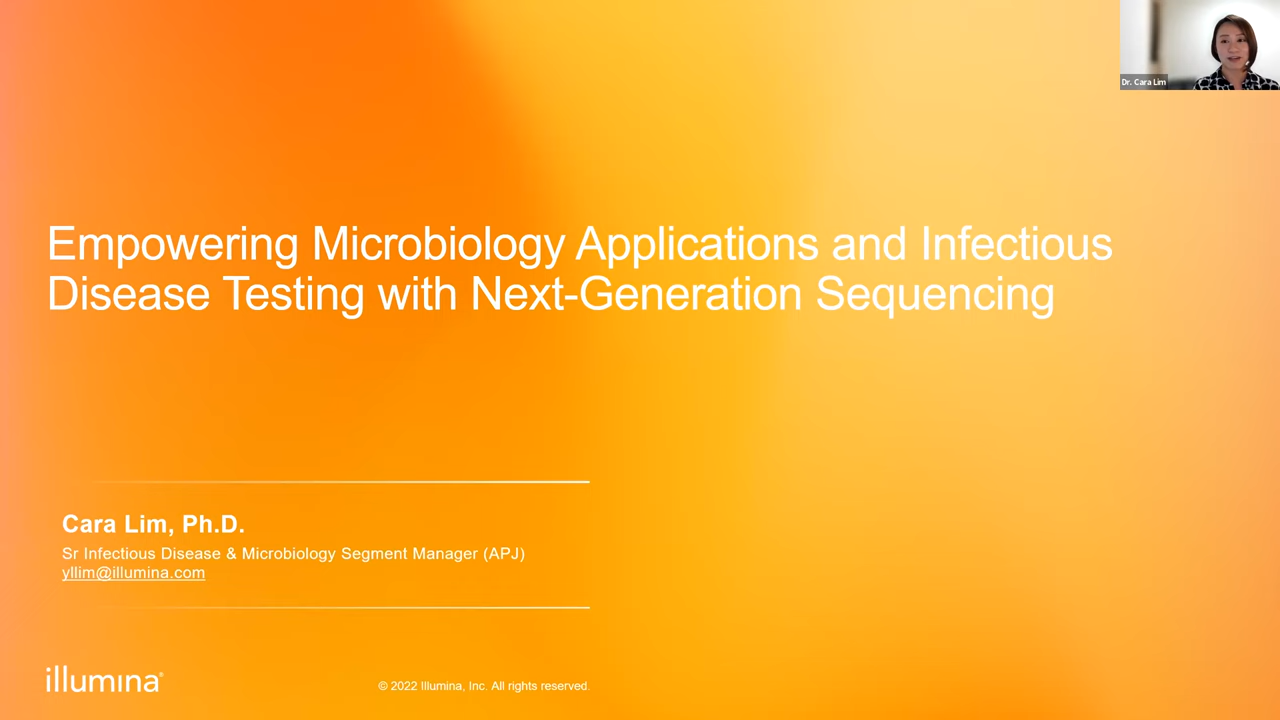 Dr. Cara Lim
Empowering Microbiology Applications and Infectious
Disease Testing with Next-Generation Sequencing
Cara Lim, Ph.D.
Sr Infectious Disease & Microbiology Segment Manager (APJ)
yllim@illumina.com
illumina®
© 2022 Illumina, Inc. All rights reserved.